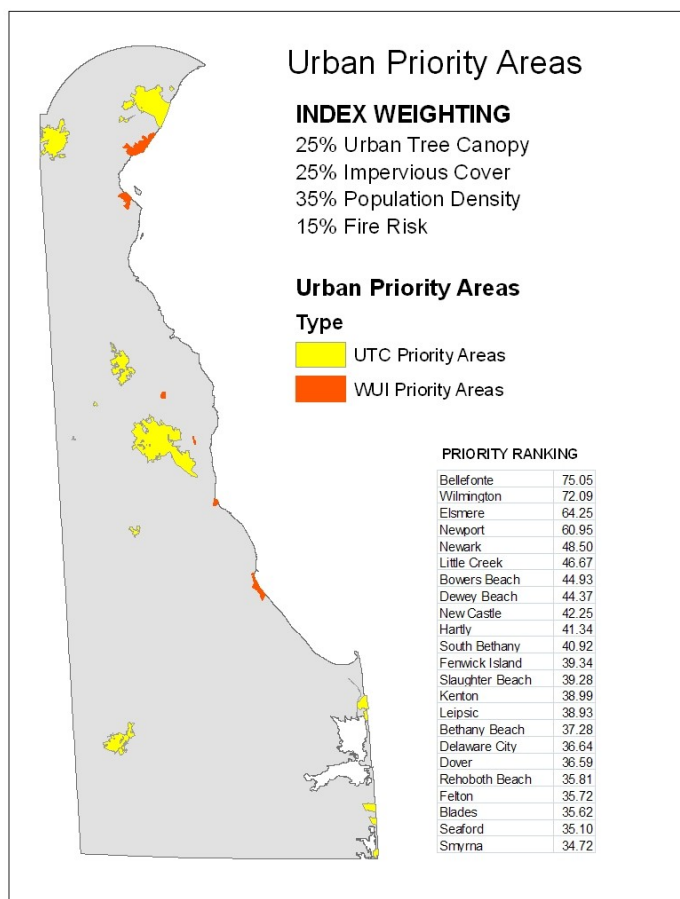 Urban Priority Areas
INDEX WEIGHTING
25% Urban Tree Canopy
25% Impervious Cover
35% Population Density
15% Fire Risk
Urban Priority Areas
Type
UTC Priority Areas
WUI Priority Areas
PRIORITY RANKING
Bellefonte 75.05
Wilmington 72.09
Elsmere 64.25
Newport 60.95
Newark 48.50
Little Creek 46.67
Bowers Beach 44.93
Dewey Beach 44.37
New Castle 42.25
Hartly 41.34
South Bethany 40.92
Fenwick Island 39.34
Slaughter Beach 39.28
Kenton 38.99
Leipsic 38.93
Bethany Beach 37.28
Delaware City 36.64
Dover 36.59
Rehoboth Beach 35.81
Felton 35.72
Blades 35.62
Seaford 35.10
Smyrna 34.72